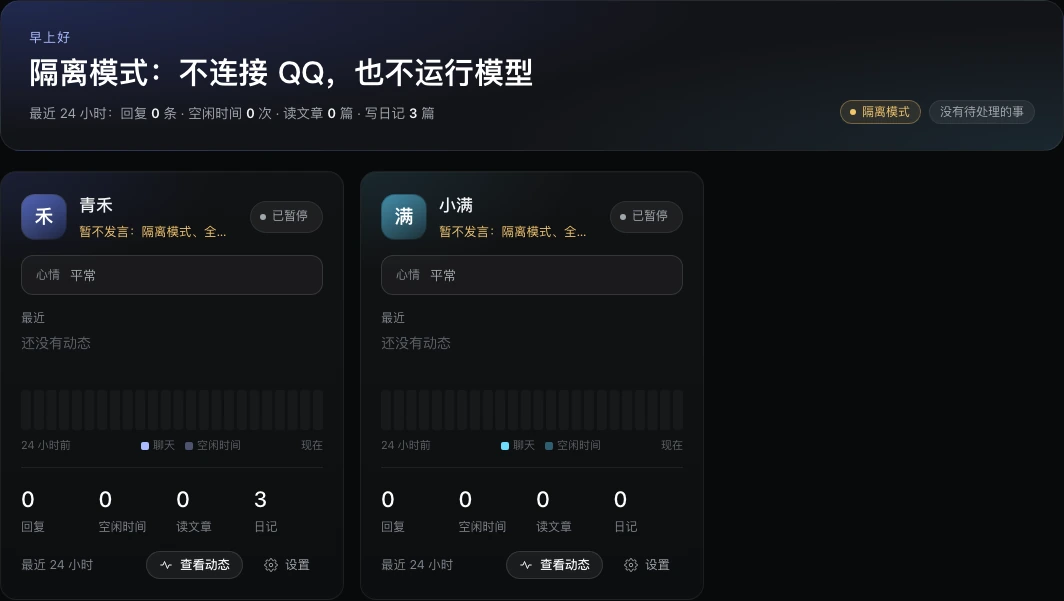 早上好
隔离模式：不连接 QQ，也不运行模型
最近 24 小时：回复 0 条 · 空闲时间 0 次 · 读文章 0 篇 · 写日记 3 篇
隔离模式
没有待处理的事
禾
青禾
暂不发言：隔离模式、全...
已暂停
心情 平常
最近
还没有动态
24 小时前 聊天 空闲时间 现在
0 0 0 3
回复 空闲时间 读文章 日记
最近 24 小时 查看动态 设置
满
小满
暂不发言：隔离模式、全...
已暂停
心情 平常
最近
还没有动态
24 小时前 聊天 空闲时间 现在
0 0 0 0
回复 空闲时间 读文章 日记
最近 24 小时 查看动态 设置